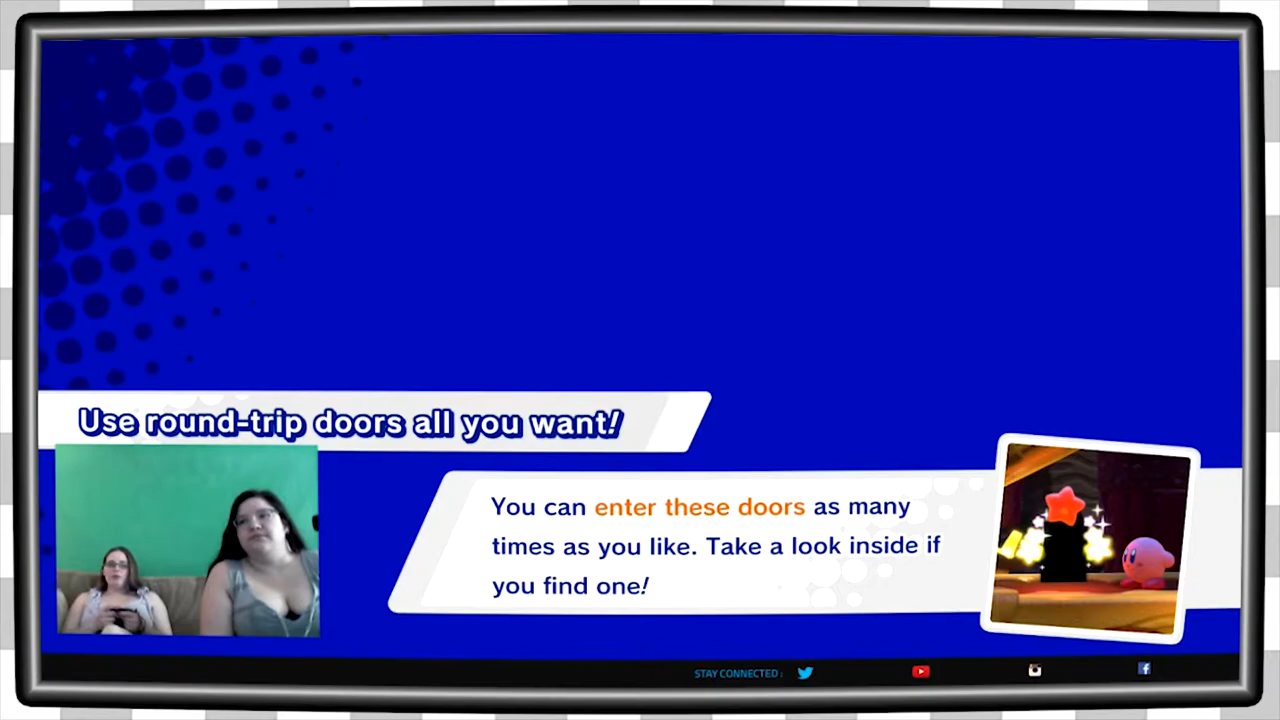 Use round-trip doors all you want!
You can enter these doors as many
times as you like. Take a look inside if
you find one!
STAY CONNECTED :